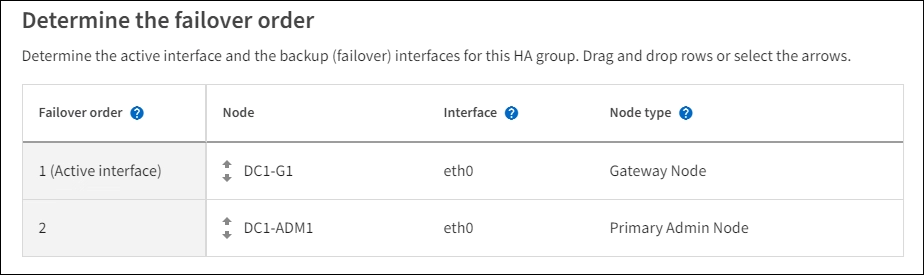 Determine the failover order
Determine the active interface and the backup (failover) interfaces for this HA group. Drag and drop rows or select the arrows.
Failover order ? Node Interface ? Node type ?
1 (Active interface) DC1-G1 eth0 Gateway Node
2 DC1-ADM1 eth0 Primary Admin Node